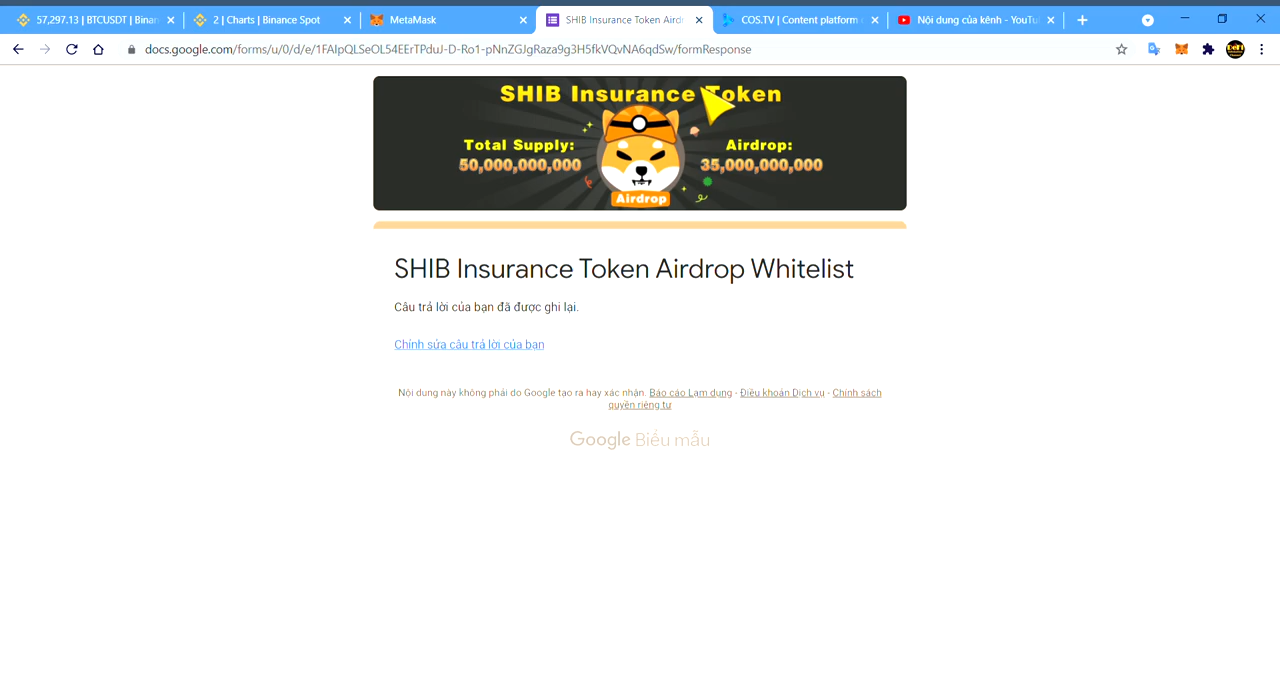 57,297.13 | BTCUSDT | Binan
2 | Charts | Binance Spot
MetaMask
SHIB Insurance Token Airdr
COS.TV | Content platform
Nội dung của kênh - YouTu
docs.google.com/forms/u/0/d/e/1FAIpQLSeOL54EErTPduJ-D-Ro1-pNnZGJgRaza9g3H5fkVQvNA6qdSw/formResponse
SHIB Insurance Token
Total Supply:
50,000,000,000
Airdrop:
35,000,000,000
Airdrop
SHIB Insurance Token Airdrop Whitelist
Câu trả lời của bạn đã được ghi lại.
Chỉnh sửa câu trả lời của bạn
Nội dung này không phải do Google tạo ra hay xác nhận. Báo cáo Lạm dụng - Điều khoản Dịch vụ - Chính sách
quyền riêng tư
Google Biểu mẫu